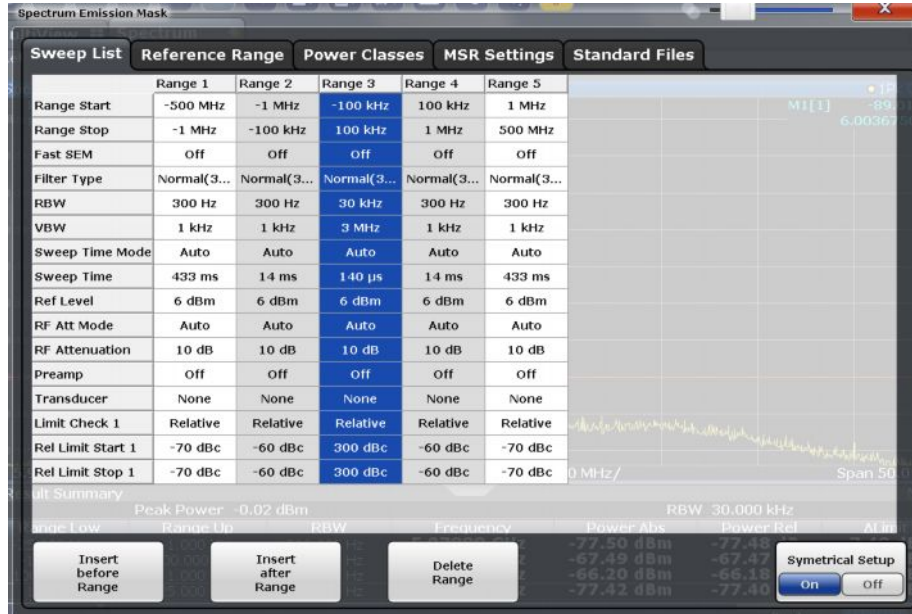 Spectrum Emission Mask
Spectrum
Sweep List Reference Range Power Classes MSR Settings Standard Files
Range 1 Range 2 Range 3 Range 4 Range 5
Range Start -500 MHz -1 MHz -100 kHz 100 kHz 1 MHz
M1[1]
Range Stop -1 MHz -100 kHz 100 kHz 1 MHz 500 MHz
Fast SEM Off Off Off Off Off
Filter Type Normal(3... Normal(3... Normal(3... Normal(3... Normal(3...
RBW 300 Hz 300 Hz 30 kHz 300 Hz 300 Hz
VBW 1 kHz 1 kHz 3 MHz 1 kHz 1 kHz
Sweep Time Mode Auto Auto Auto Auto Auto
Sweep Time 433 ms 14 ms 140 µs 14 ms 433 ms
Ref Level 6 dBm 6 dBm 6 dBm 6 dBm 6 dBm
RF Att Mode Auto Auto Auto Auto Auto
RF Attenuation 10 dB 10 dB 10 dB 10 dB 10 dB
Preamp Off Off Off Off Off
Transducer None None None None None
Limit Check 1 Relative Relative Relative Relative Relative
Rel Limit Start 1 -70 dBc -60 dBc 300 dBc -60 dBc -70 dBc
Rel Limit Stop 1 -70 dBc -60 dBc 300 dBc -60 dBc -70 dBc
MHz/ Span
Summary
Peak Power -0.02 dBm RBW 30.000 kHz
Range Low Range Up RBW Frequency Power Abs Power Rel
-77.50 dBm -77.48
-67.49 dBm -67.47
-66.20 dBm -66.18
-77.42 dBm -77.40
Insert before Range
Insert after Range
Delete Range
Symetrical Setup
On Off